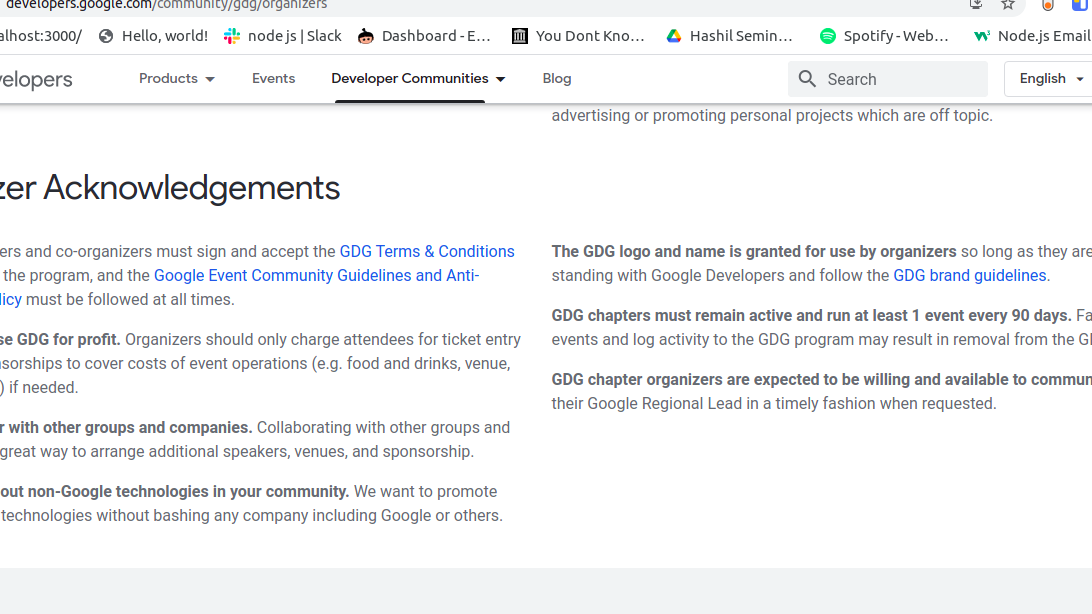 developers.google.com/community/gdg/organizers
alhost:3000/ Hello, world! node js | Slack Dashboard - E... You Dont Kno... Hashil Semin... Spotify - Web... Node.js Email
velopers Products Events Developer Communities Blog Search English
advertising or promoting personal projects which are off topic.
zer Acknowledgements
ers and co-organizers must sign and accept the GDG Terms & Conditions
the program, and the Google Event Community Guidelines and Anti-
licy must be followed at all times.
se GDG for profit. Organizers should only charge attendees for ticket entry
nsorships to cover costs of event operations (e.g. food and drinks, venue,
) if needed.
r with other groups and companies. Collaborating with other groups and
great way to arrange additional speakers, venues, and sponsorship.
out non-Google technologies in your community. We want to promote
technologies without bashing any company including Google or others.
The GDG logo and name is granted for use by organizers so long as they are
standing with Google Developers and follow the GDG brand guidelines.
GDG chapters must remain active and run at least 1 event every 90 days. Fa
events and log activity to the GDG program may result in removal from the G
GDG chapter organizers are expected to be willing and available to commun
their Google Regional Lead in a timely fashion when requested.